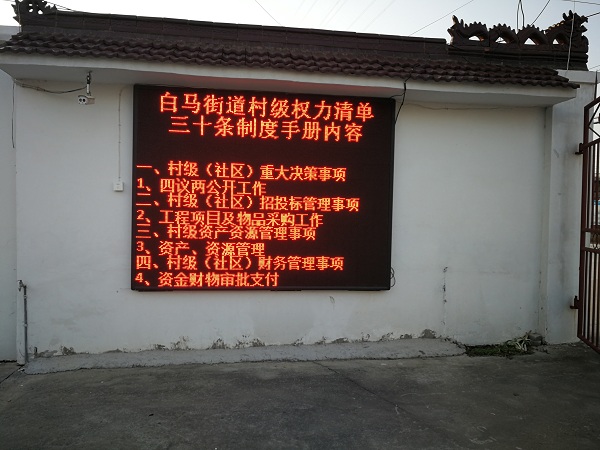 白马街道村级权力清单
三十条制度手册内容
一、村级（社区）重大决策事项
1、四议两公开工作
二、村级（社区）招投标管理事项
2、工程项目及物品采购工作
三、村级资产资源管理事项
3、资产、资源管理
四、村级（社区）财务管理事项
4、资金财物审批支付